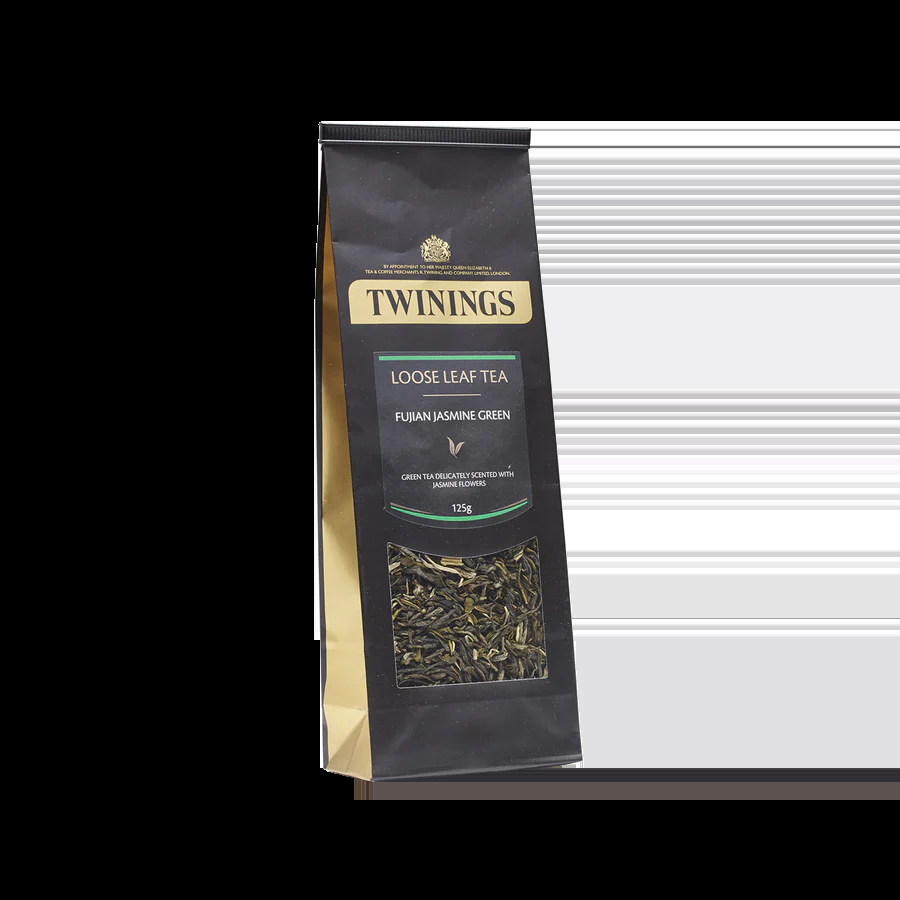 BY APPOINTMENT TO HER MAJESTY QUEEN ELIZABETH II
TEA & COFFEE MERCHANTS R. TWINING AND COMPANY LIMITED, LONDON.
TWININGS
LOOSE LEAF TEA
FUJIAN JASMINE GREEN
GREEN TEA DELICATELY SCENTED WITH
JASMINE FLOWERS
125g